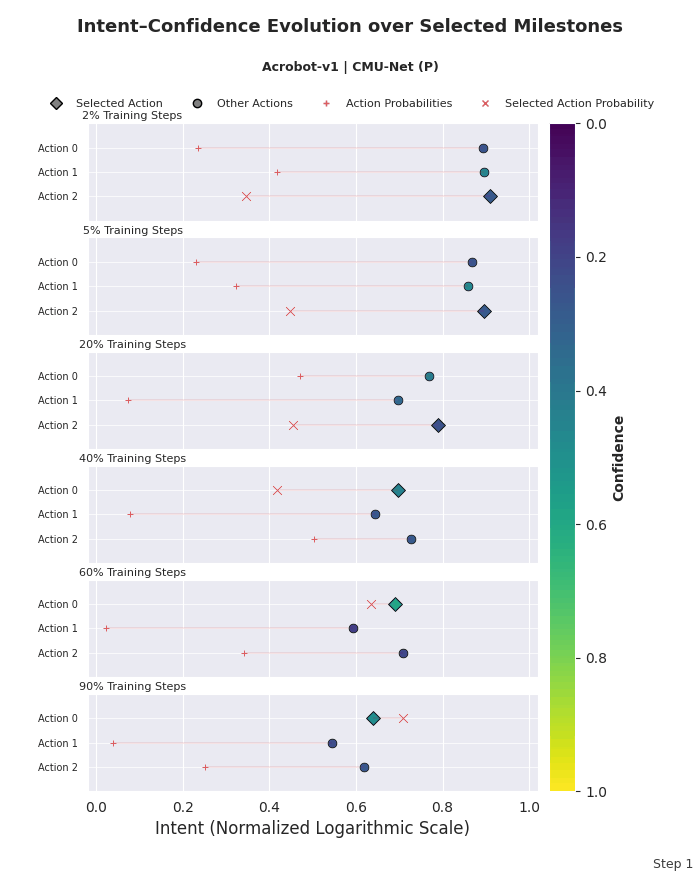 Intent–Confidence Evolution over Selected Milestones
Acrobot-v1 | CMU-Net (P)
Selected Action Other Actions Action Probabilities Selected Action Probability
2% Training Steps
Action 0
Action 1
Action 2
5% Training Steps
Action 0
Action 1
Action 2
20% Training Steps
Action 0
Action 1
Action 2
40% Training Steps
Action 0
Action 1
Action 2
60% Training Steps
Action 0
Action 1
Action 2
90% Training Steps
Action 0
Action 1
Action 2
0.0 0.2 0.4 0.6 0.8 1.0
Intent (Normalized Logarithmic Scale)
0.0
0.2
0.4
0.6
0.8
1.0
Confidence
Step 1